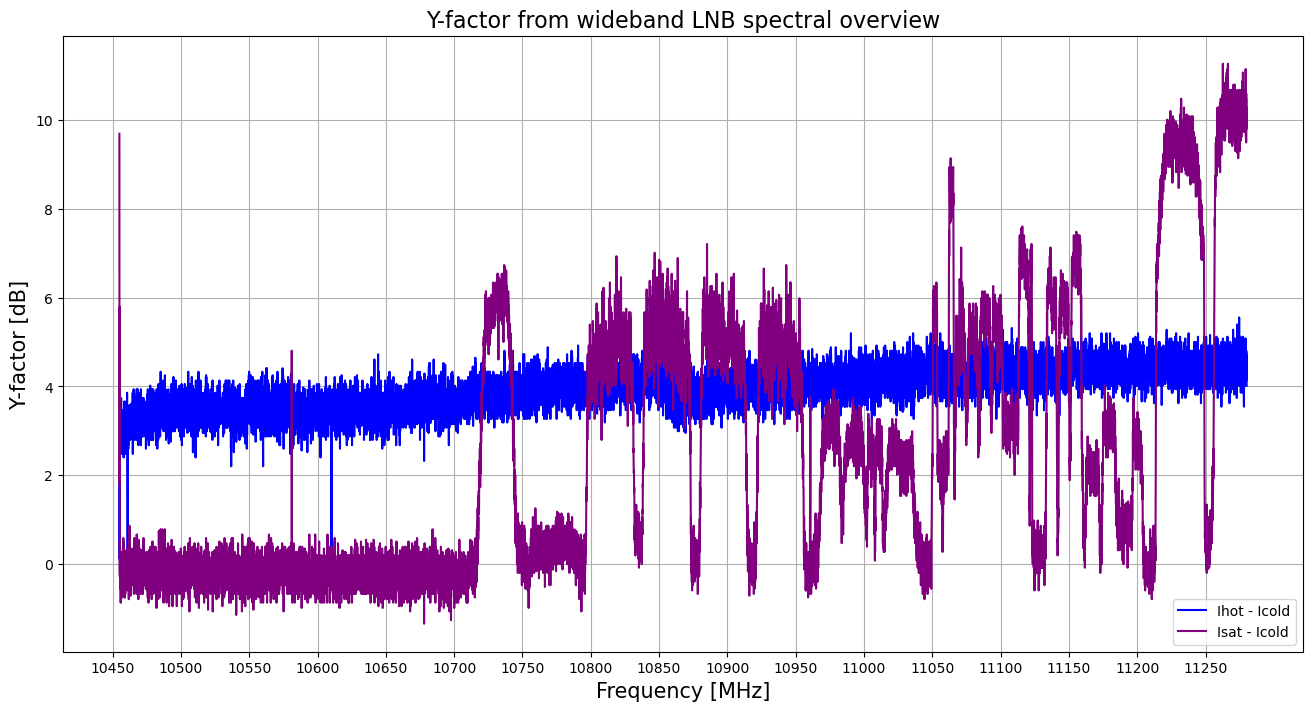 Y-factor from wideband LNB spectral overview
Y-factor [dB]
10
8
6
4
2
0
Ihot - Icold
Isat - Icold
10450 10500 10550 10600 10650 10700 10750 10800 10850 10900 10950 11000 11050 11100 11150 11200 11250
Frequency [MHz]